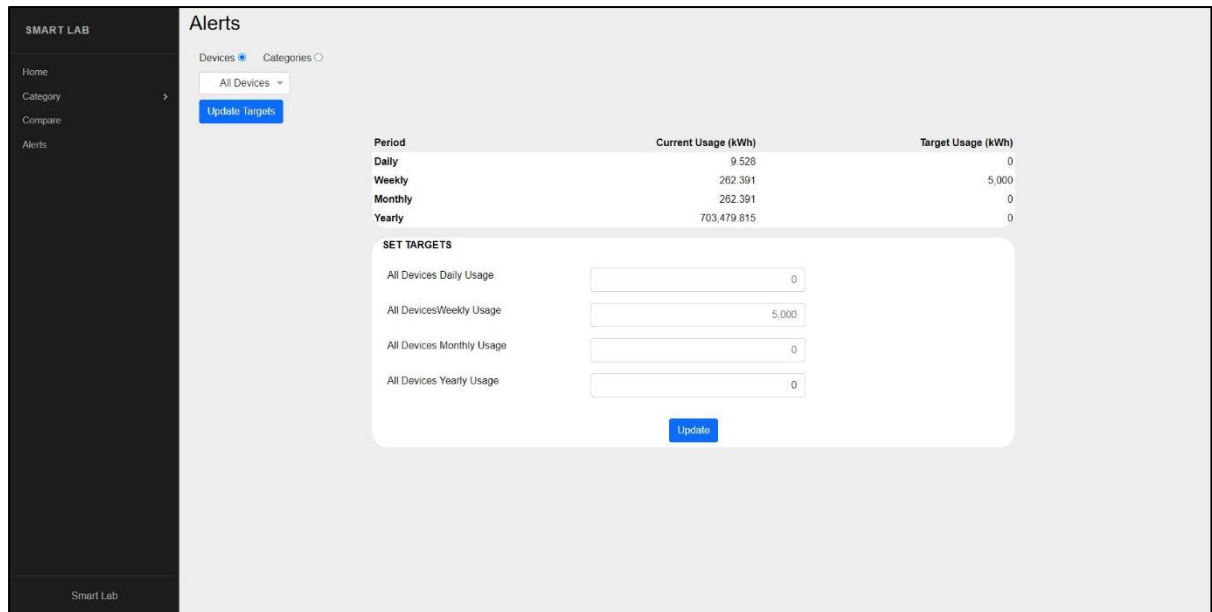 SMART LAB
Home
Category
Compare
Alerts
Smart Lab
Alerts
Devices Categories
All Devices
Update Targets
Period Current Usage (kWh) Target Usage (kWh)
Daily 9.528 0
Weekly 262.391 5,000
Monthly 262.391 0
Yearly 703,479.815 0
SET TARGETS
All Devices Daily Usage 0
All DevicesWeekly Usage 5,000
All Devices Monthly Usage 0
All Devices Yearly Usage 0
Update